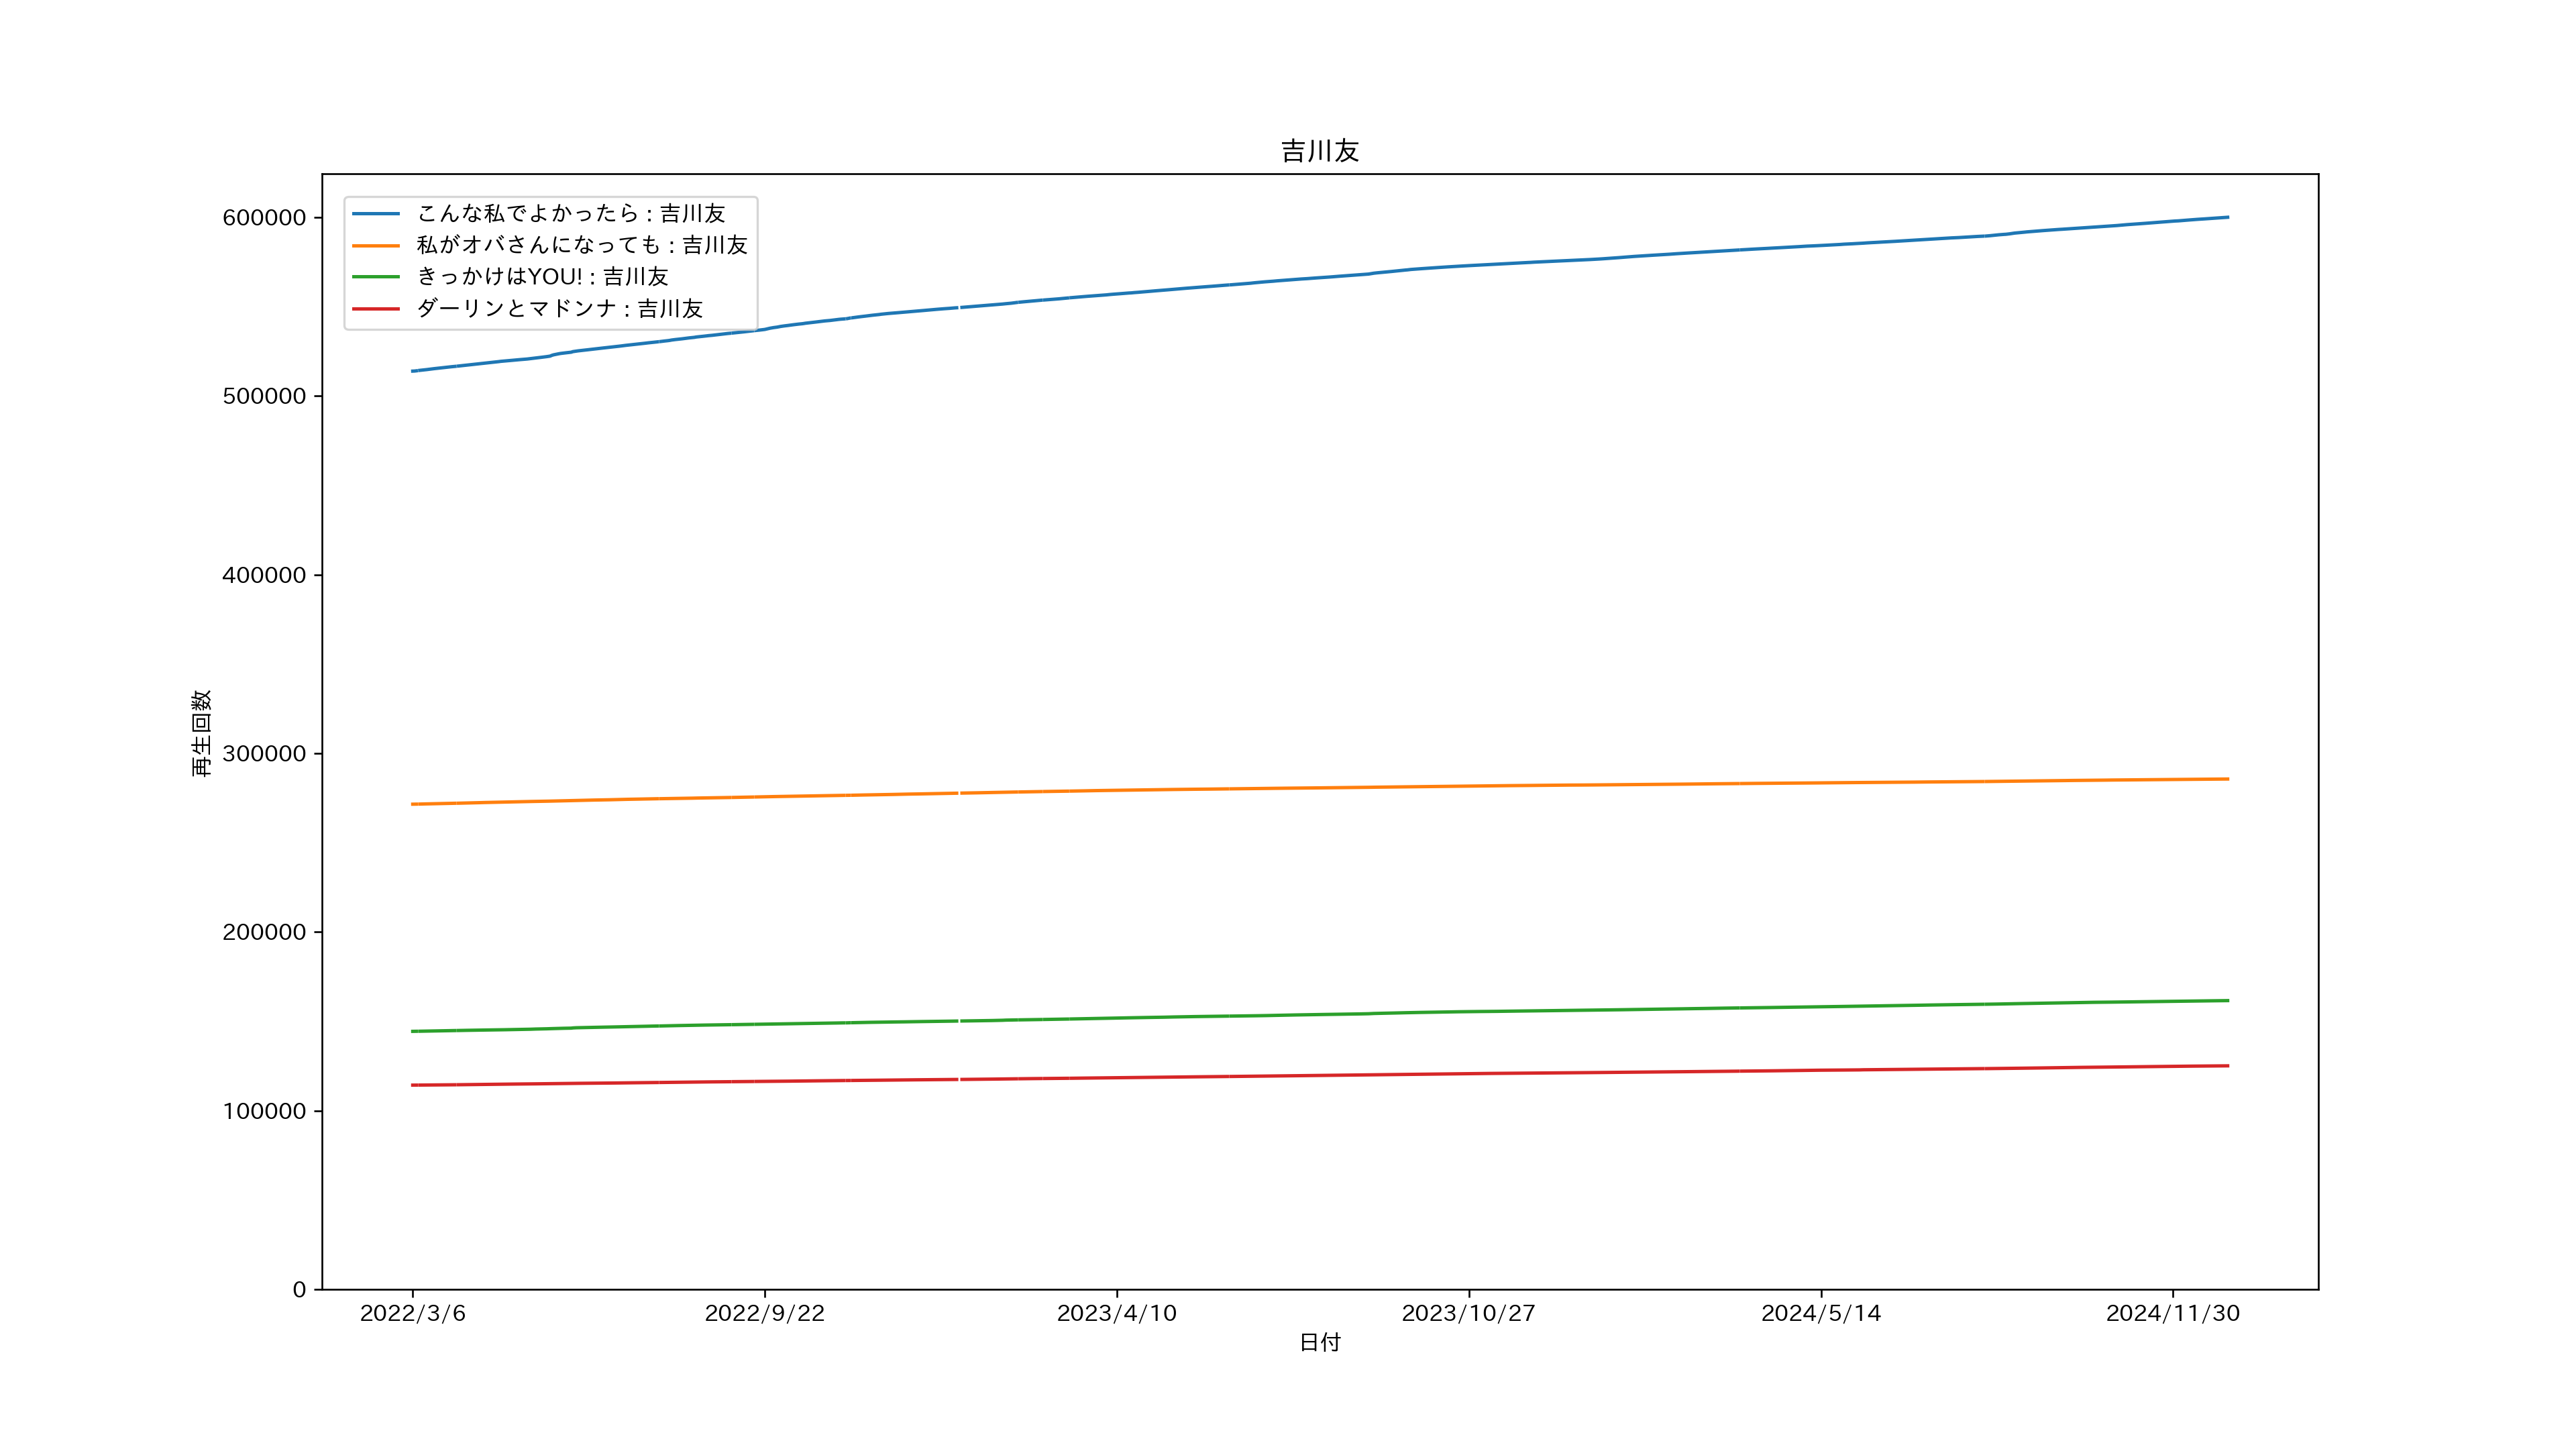 吉川友
こんな私でよかったら : 吉川友
私がオバさんになっても : 吉川友
きっかけはYOU! : 吉川友
ダーリンとマドンナ : 吉川友
再生回数
600000
500000
400000
300000
200000
100000
0
2022/3/6 2022/9/22 2023/4/10 2023/10/27 2024/5/14 2024/11/30
日付